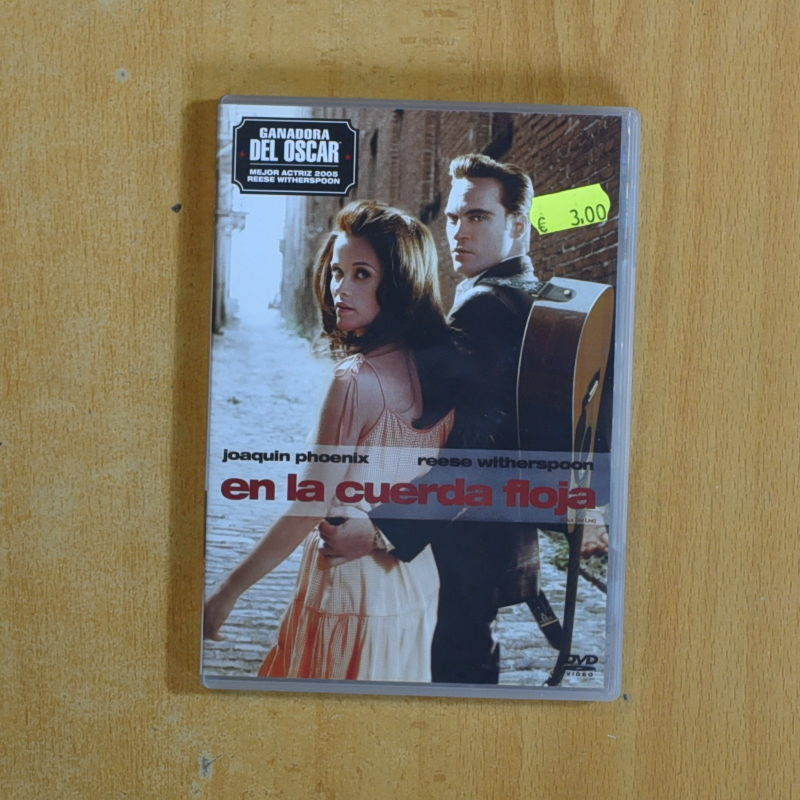 GANADORA
DEL OSCAR
MEJOR ACTRIZ 2005
REESE WITHERSPOON
€ 3.00
joaquin phoenix reese witherspoon
en la cuerda floja
DVD
VIDEO